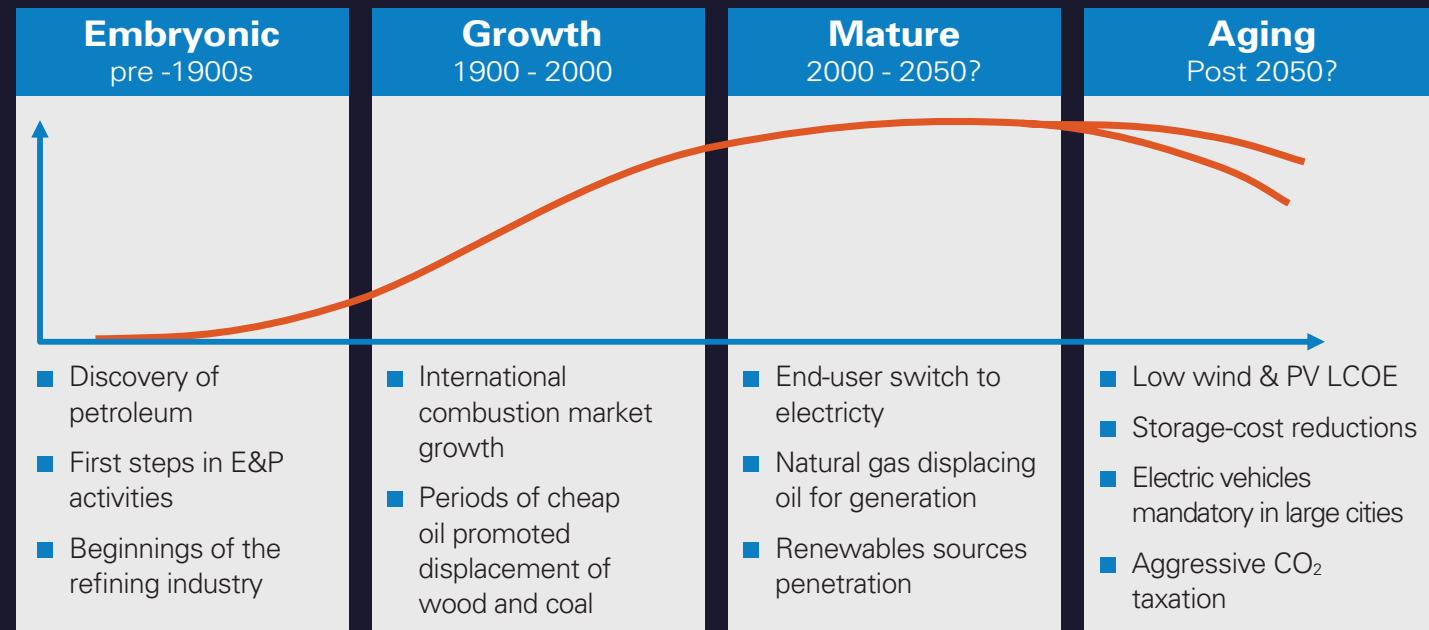 Embryonic
pre -1900s
Growth
1900 - 2000
Mature
2000 - 2050?
Aging
Post 2050?
Discovery of
petroleum
First steps in E&P
activities
Beginnings of the
refining industry
International
combustion market
growth
Periods of cheap
oil promoted
displacement of
wood and coal
End-user switch to
electricty
Natural gas displacing
oil for generation
Renewables sources
penetration
Low wind & PV LCOE
Storage-cost reductions
Electric vehicles
mandatory in large cities
Aggressive CO₂
taxation